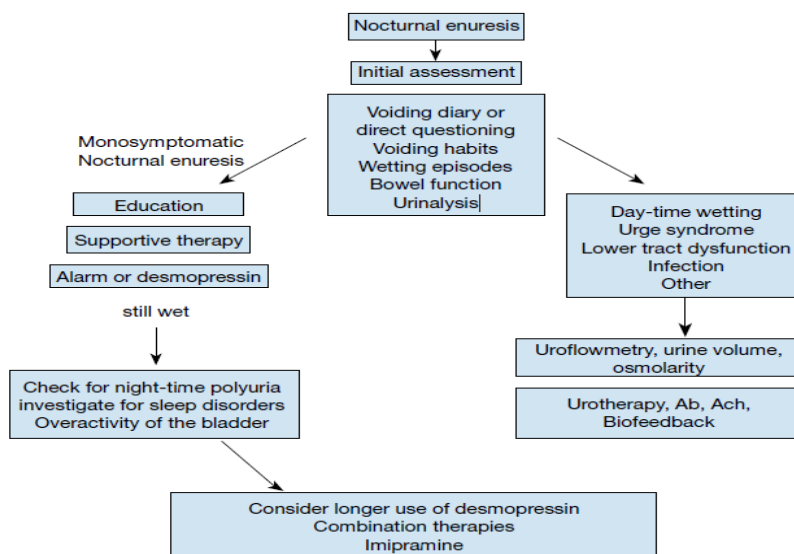 Nocturnal enuresis
Initial assessment
Voiding diary or
direct questioning
Voiding habits
Wetting episodes
Bowel function
Urinalysis
Monosymptomatic
Nocturnal enuresis
Education
Supportive therapy
Alarm or desmopressin
still wet
Check for night-time polyuria
investigate for sleep disorders
Overactivity of the bladder
Day-time wetting
Urge syndrome
Lower tract dysfunction
Infection
Other
Uroflowmetry, urine volume,
osmolarity
Urotherapy, Ab, Ach,
Biofeedback
Consider longer use of desmopressin
Combination therapies
Imipramine